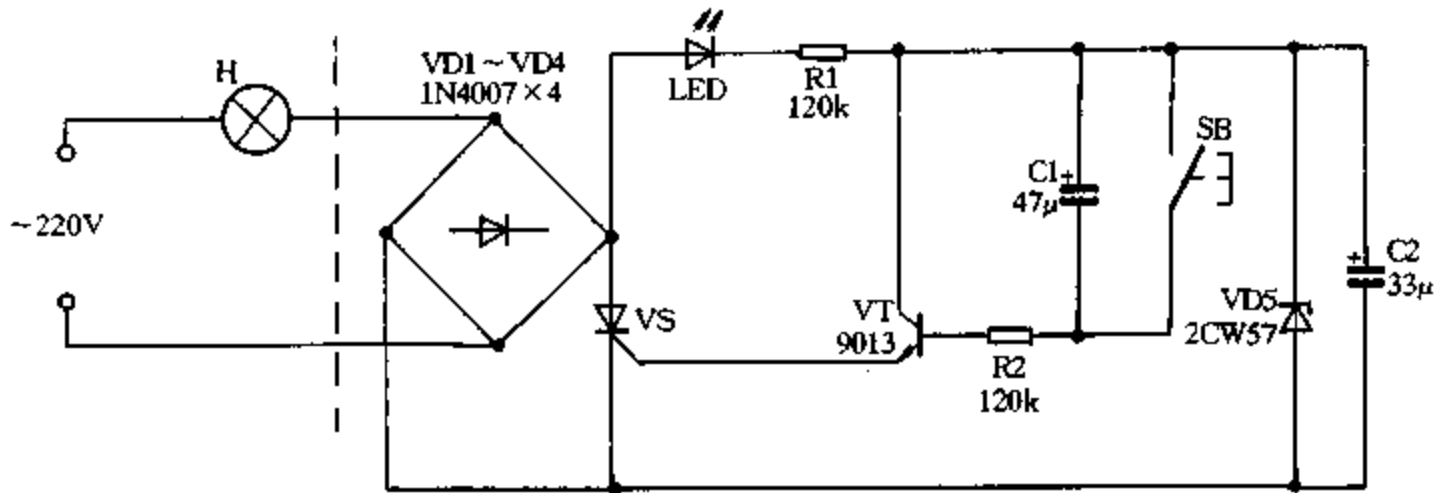 H
~220V
VD1~VD4
1N4007×4
LED
R1
120k
VS
VT
9013
R2
120k
C1
+
47μ
SB
VD5
2CW57
+
C2
33μ